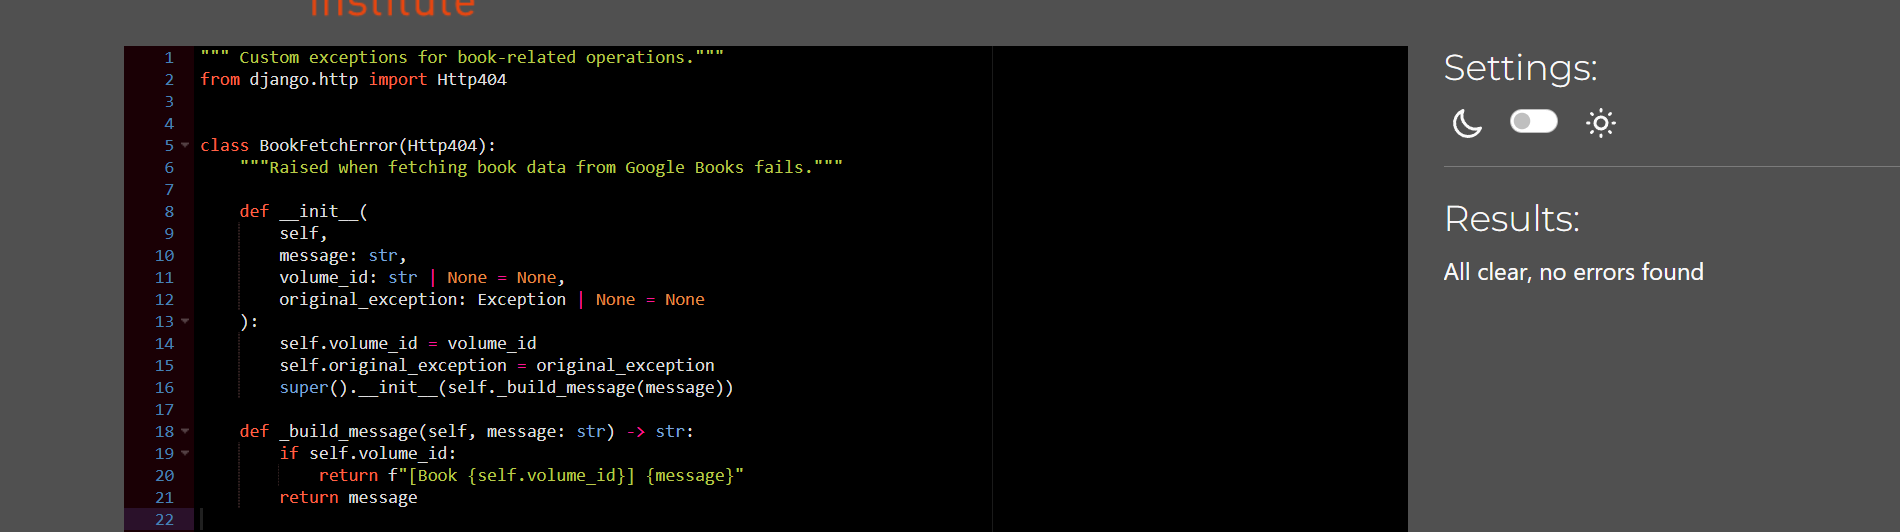 institute
1 """ Custom exceptions for book-related operations."""
2 from django.http import Http404
3
4
5 class BookFetchError(Http404):
6     """Raised when fetching book data from Google Books fails."""
7
8     def __init__(
9         self,
10         message: str,
11         volume_id: str | None = None,
12         original_exception: Exception | None = None
13     ):
14         self.volume_id = volume_id
15         self.original_exception = original_exception
16         super().__init__(self._build_message(message))
17
18     def _build_message(self, message: str) -> str:
19         if self.volume_id:
20             return f"[Book {self.volume_id}] {message}"
21         return message
22
Settings:
Results:
All clear, no errors found